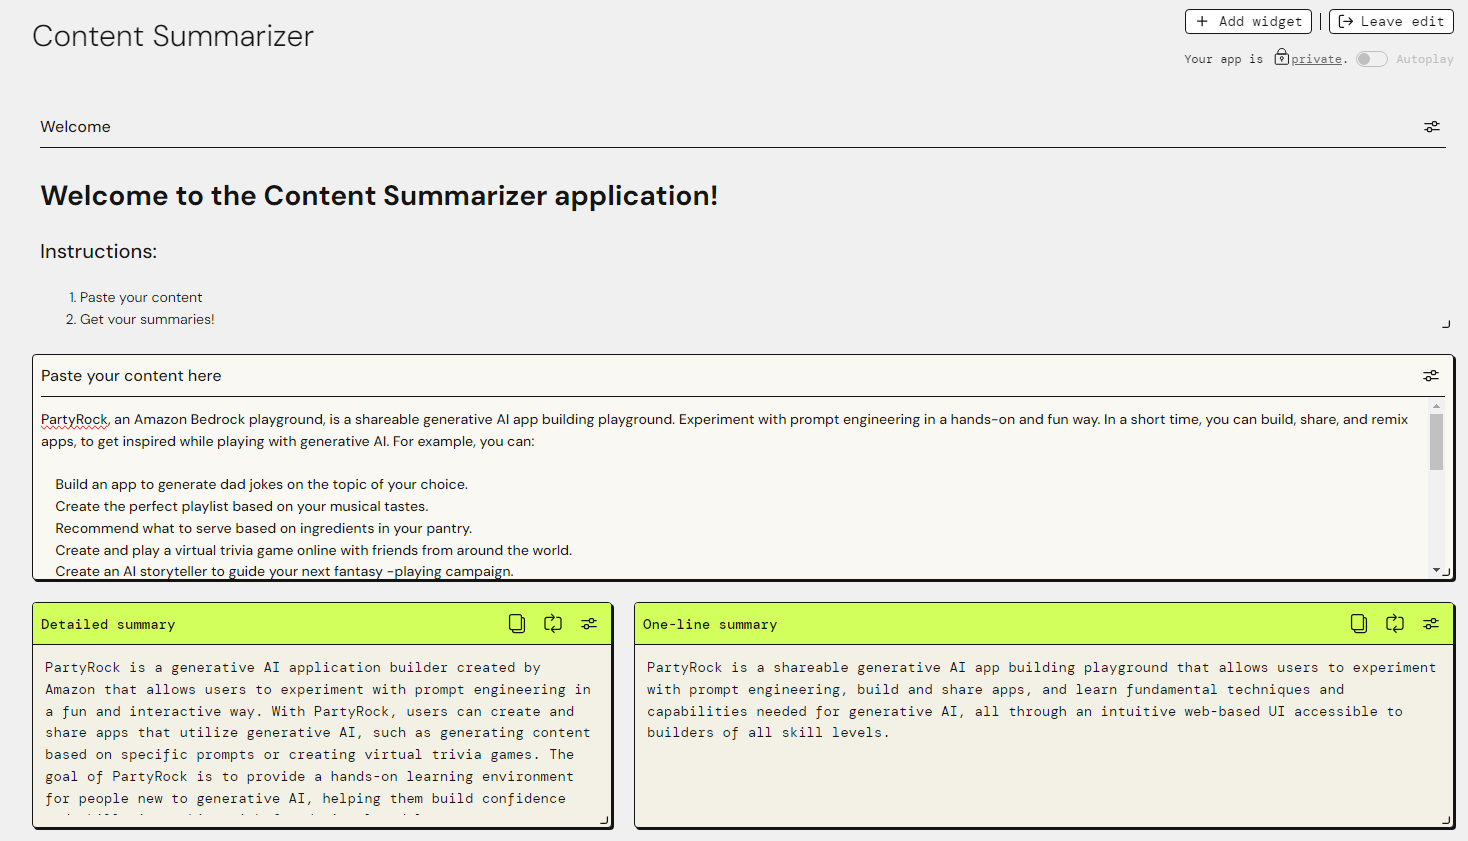 Content Summarizer
Add widget
Leave edit
Your app is private.
Autoplay
Welcome
Welcome to the Content Summarizer application!
Instructions:
1. Paste your content
2. Get your summaries!
Paste your content here
PartyRock, an Amazon Bedrock playground, is a shareable generative AI app building playground. Experiment with prompt engineering in a hands-on and fun way. In a short time, you can build, share, and remix
apps, to get inspired while playing with generative AI. For example, you can:
Build an app to generate dad jokes on the topic of your choice.
Create the perfect playlist based on your musical tastes.
Recommend what to serve based on ingredients in your pantry.
Create and play a virtual trivia game online with friends from around the world.
Create an AI storyteller to guide your next fantasy -playing campaign.
Detailed summary
PartyRock is a generative AI application builder created by
Amazon that allows users to experiment with prompt engineering in
a fun and interactive way. With PartyRock, users can create and
share apps that utilize generative AI, such as generating content
based on specific prompts or creating virtual trivia games. The
goal of PartyRock is to provide a hands-on learning environment
for people new to generative AI, helping them build confidence
One-line summary
PartyRock is a shareable generative AI app building playground that allows users to experiment
with prompt engineering, build and share apps, and learn fundamental techniques and
capabilities needed for generative AI, all through an intuitive web-based UI accessible to
builders of all skill levels.